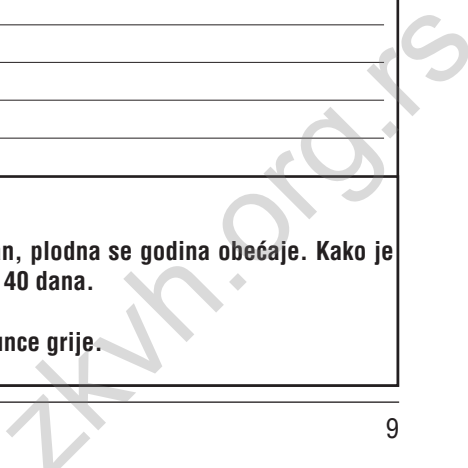 n, plodna se godina obećaje. Kako je
40 dana.
unce grije.
9
zkvh.org.rs